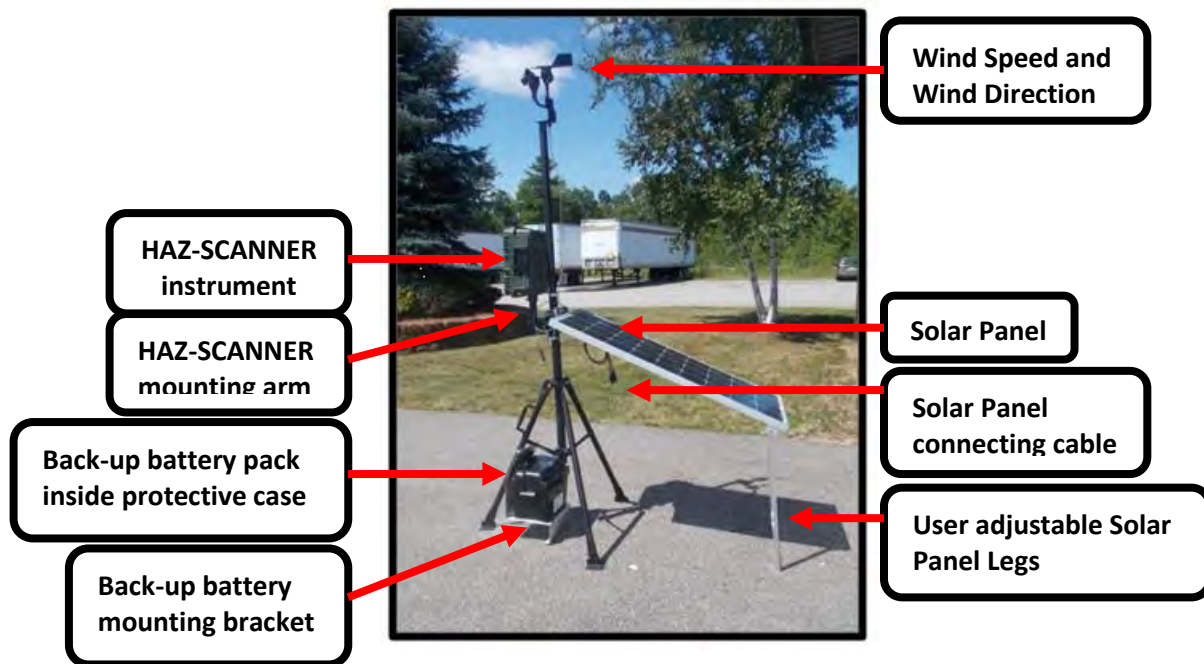 Wind Speed and
Wind Direction
HAZ-SCANNER
instrument
HAZ-SCANNER
mounting arm
Solar Panel
Solar Panel
connecting cable
Back-up battery pack
inside protective case
User adjustable Solar
Panel Legs
Back-up battery
mounting bracket